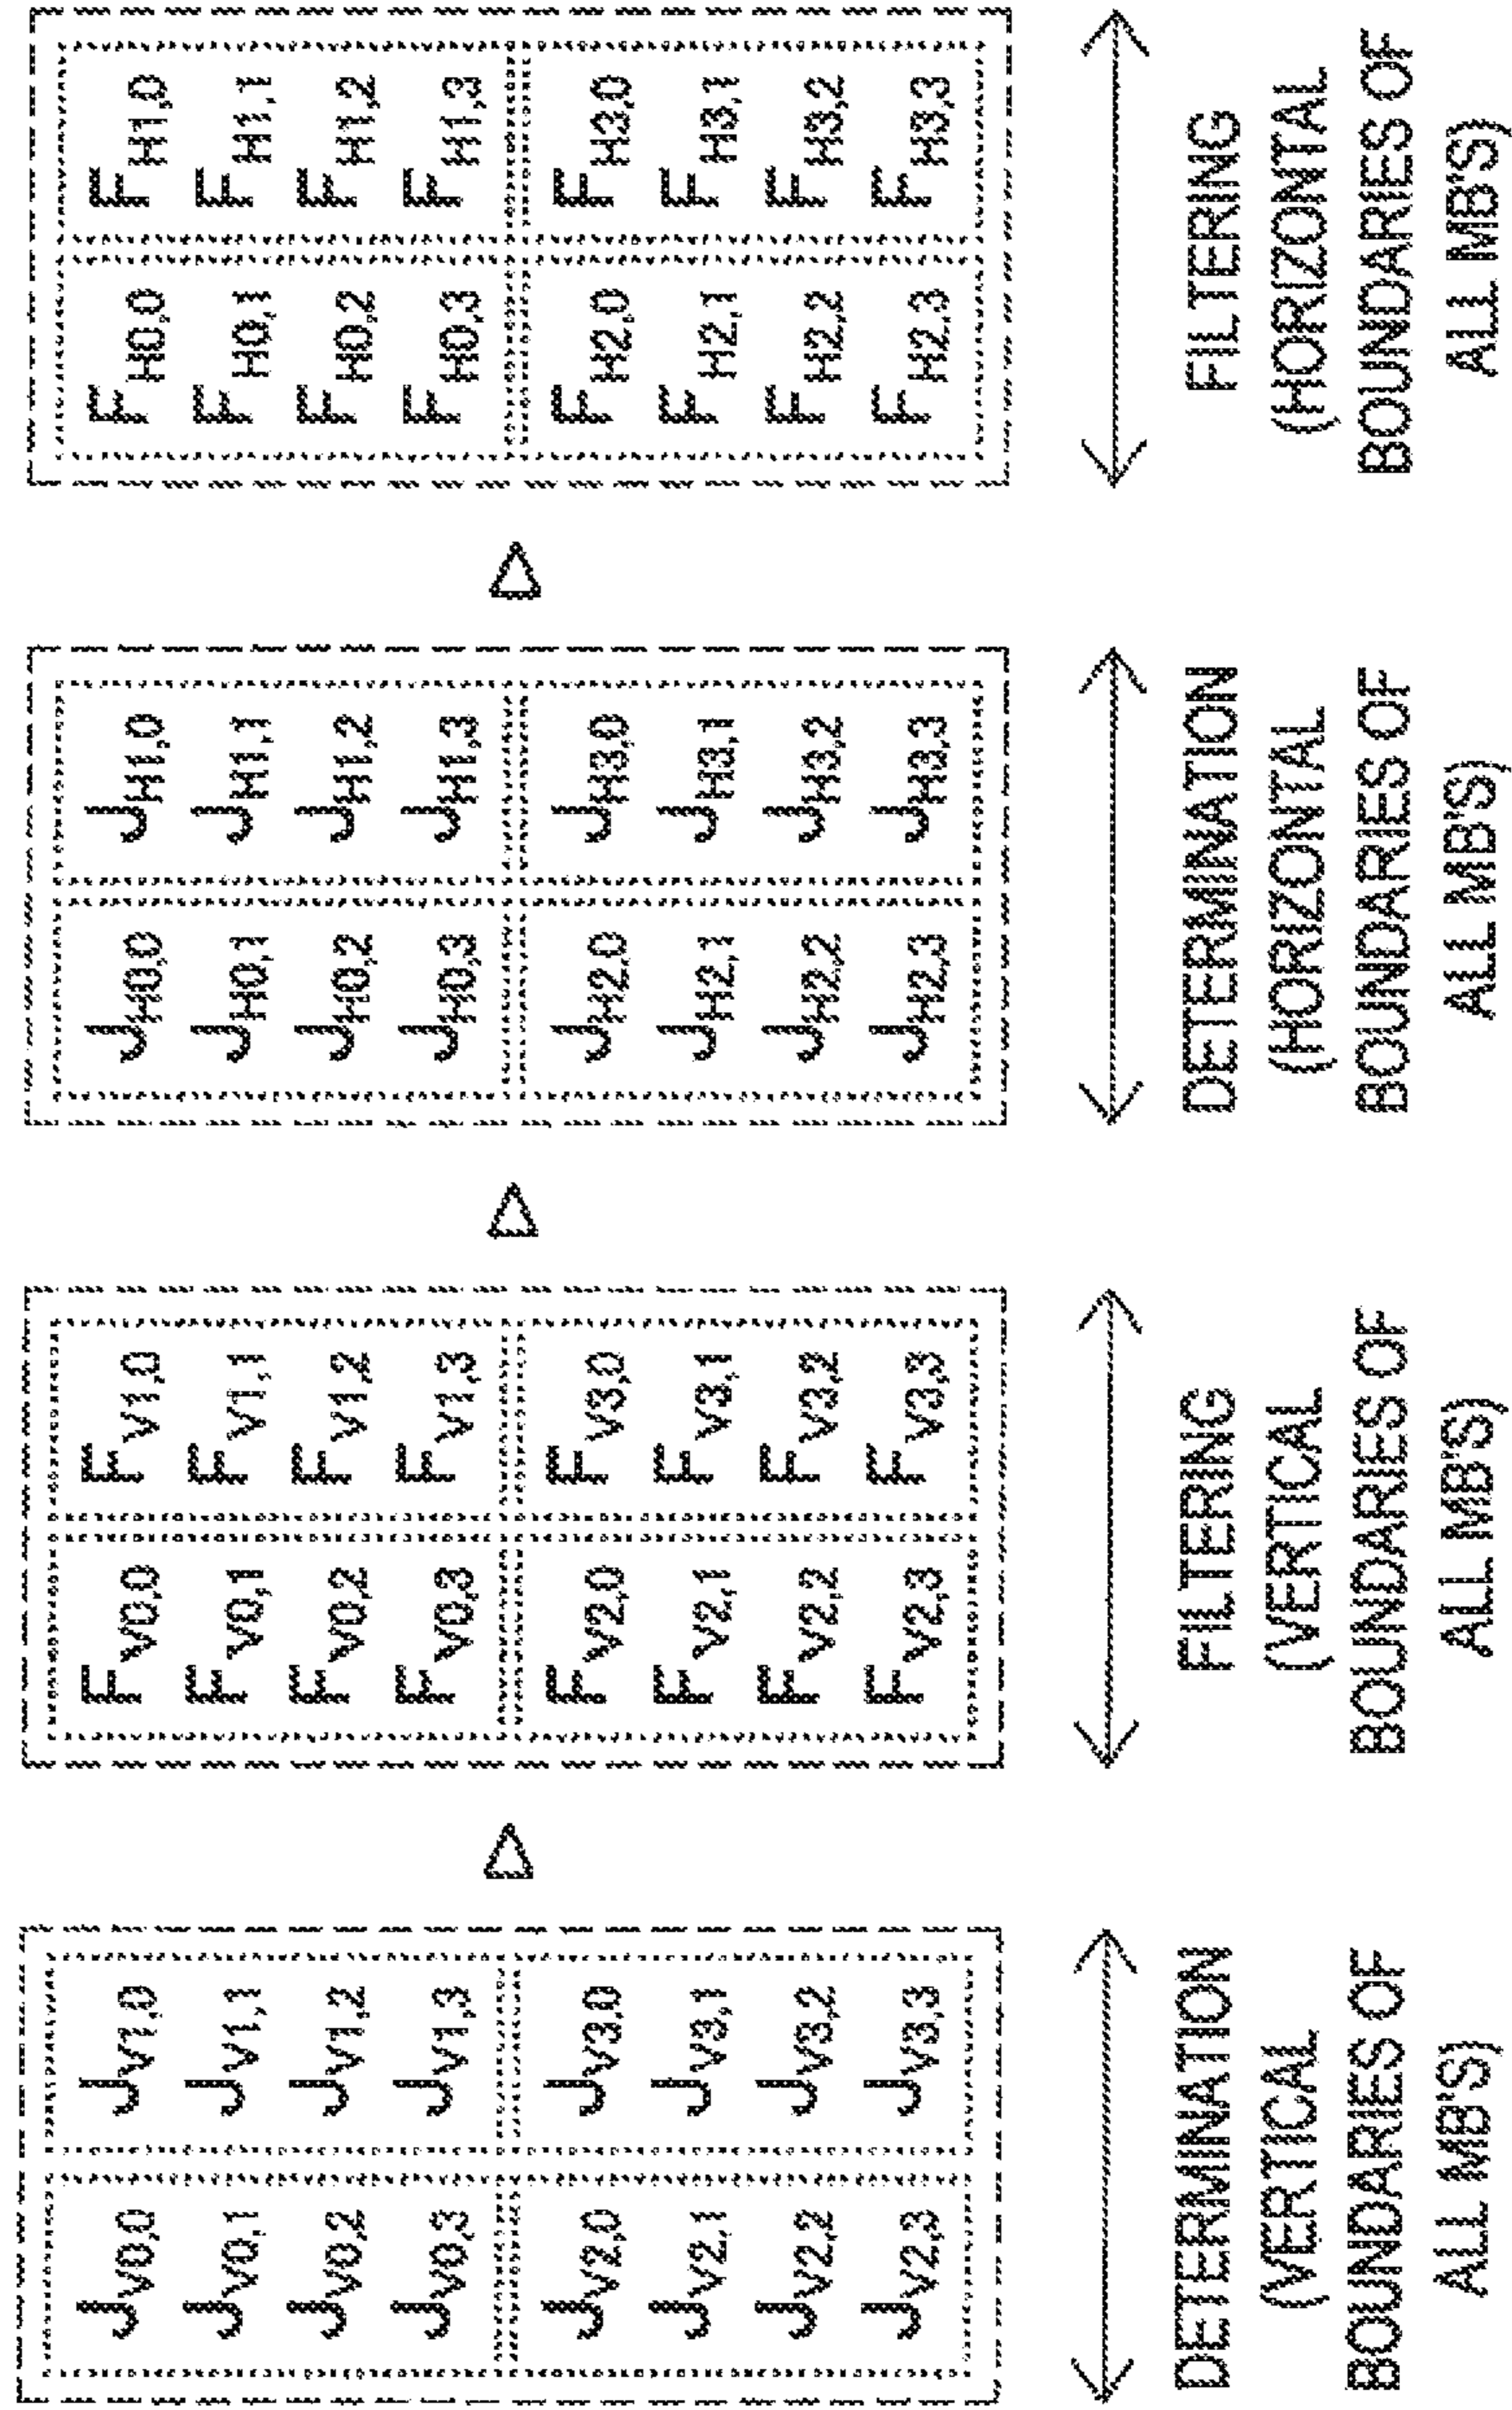 Jv0,0 Jv1,0
Jv0,1 Jv1,1
Jv0,2 Jv1,2
Jv0,3 Jv1,3
Jv2,0 Jv3,0
Jv2,1 Jv3,1
Jv2,2 Jv3,2
Jv2,3 Jv3,3
DETERMINATION
(VERTICAL
BOUNDARIES OF
ALL MB'S)
Fv0,0 Fv1,0
Fv0,1 Fv1,1
Fv0,2 Fv1,2
Fv0,3 Fv1,3
Fv2,0 Fv3,0
Fv2,1 Fv3,1
Fv2,2 Fv3,2
Fv2,3 Fv3,3
FILTERING
(VERTICAL
BOUNDARIES OF
ALL MB'S)
JH0,0 JH1,0
JH0,1 JH1,1
JH0,2 JH1,2
JH0,3 JH1,3
JH2,0 JH3,0
JH2,1 JH3,1
JH2,2 JH3,2
JH2,3 JH3,3
DETERMINATION
(HORIZONTAL
BOUNDARIES OF
ALL MB'S)
FH0,0 FH1,0
FH0,1 FH1,1
FH0,2 FH1,2
FH0,3 FH1,3
FH2,0 FH3,0
FH2,1 FH3,1
FH2,2 FH3,2
FH2,3 FH3,3
FILTERING
(HORIZONTAL
BOUNDARIES OF
ALL MB'S)